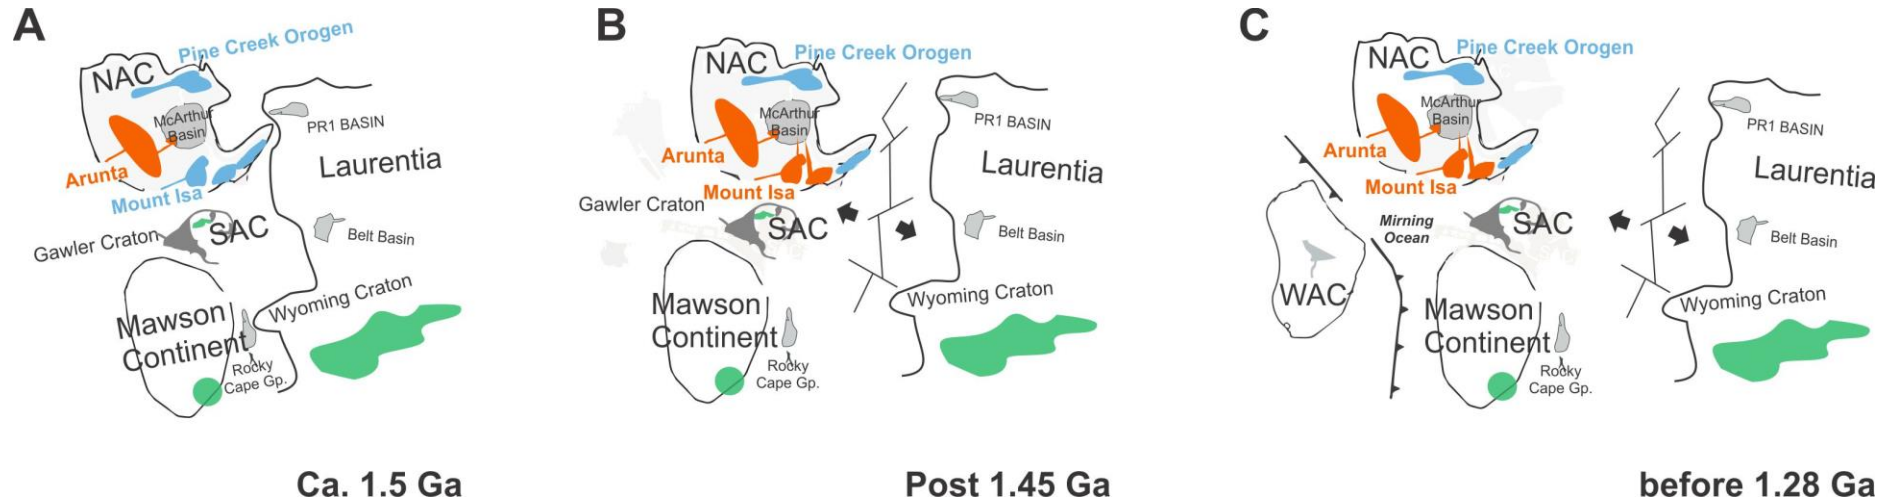 A
Pine Creek Orogen
NAC
McArthur
Basin
PR1 BASIN
Laurentia
Arunta
Mount Isa
Gawler Craton
SAC
Belt Basin
Wyoming Craton
Mawson
Continent
Rocky
Cape Gp.
Ca. 1.5 Ga
B
Pine Creek Orogen
NAC
McArthur
Basin
PR1 BASIN
Laurentia
Arunta
Mount Isa
Gawler Craton
SAC
Belt Basin
Wyoming Craton
Mawson
Continent
Rocky
Cape Gp.
Post 1.45 Ga
C
Pine Creek Orogen
NAC
McArthur
Basin
PR1 BASIN
Laurentia
Arunta
Mount Isa
Mirning
Ocean
SAC
Belt Basin
WAC
Wyoming Craton
Mawson
Continent
Rocky
Cape Gp.
before 1.28 Ga